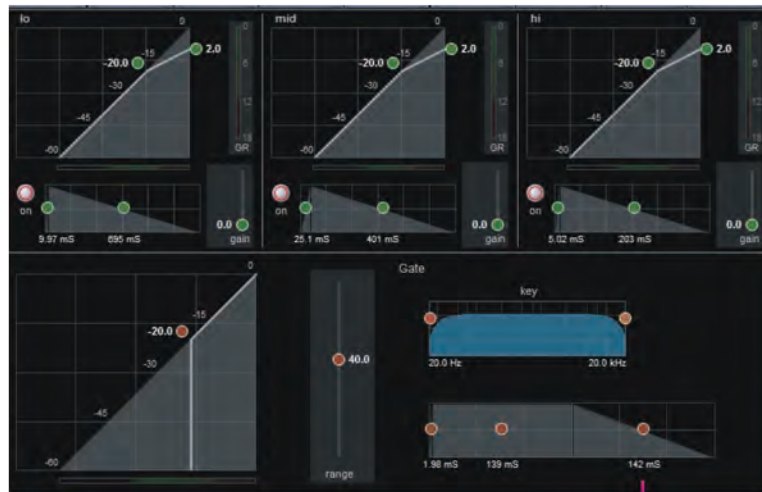 lo
0
-15
-20.0
2.0
-30
-45
-60
0
6
12
18
GR
on
0.0
gain
9.97 mS
695 mS
mid
0
-15
-20.0
2.0
-30
-45
-60
0
6
12
18
GR
on
0.0
gain
25.1 mS
401 mS
hi
0
-15
-20.0
2.0
-30
-45
-60
0
6
12
18
GR
on
0.0
gain
5.02 mS
203 mS
Gate
0
-15
-20.0
-30
-45
-60
40.0
range
key
20.0 Hz
20.0 kHz
1.98 mS
139 mS
142 mS